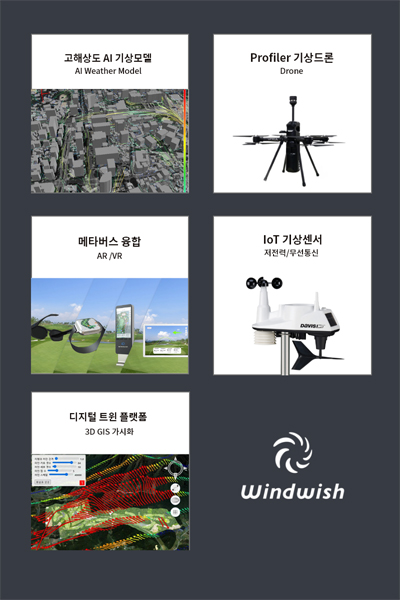 고해상도 AI 기상모델
AI Weather Model
Profiler 기상드론
Drone
메타버스 융합
AR /VR
IoT 기상센서
저전력/무선통신
DAVIS
디지털 트윈 플랫폼
3D GIS 가시화
Windwish